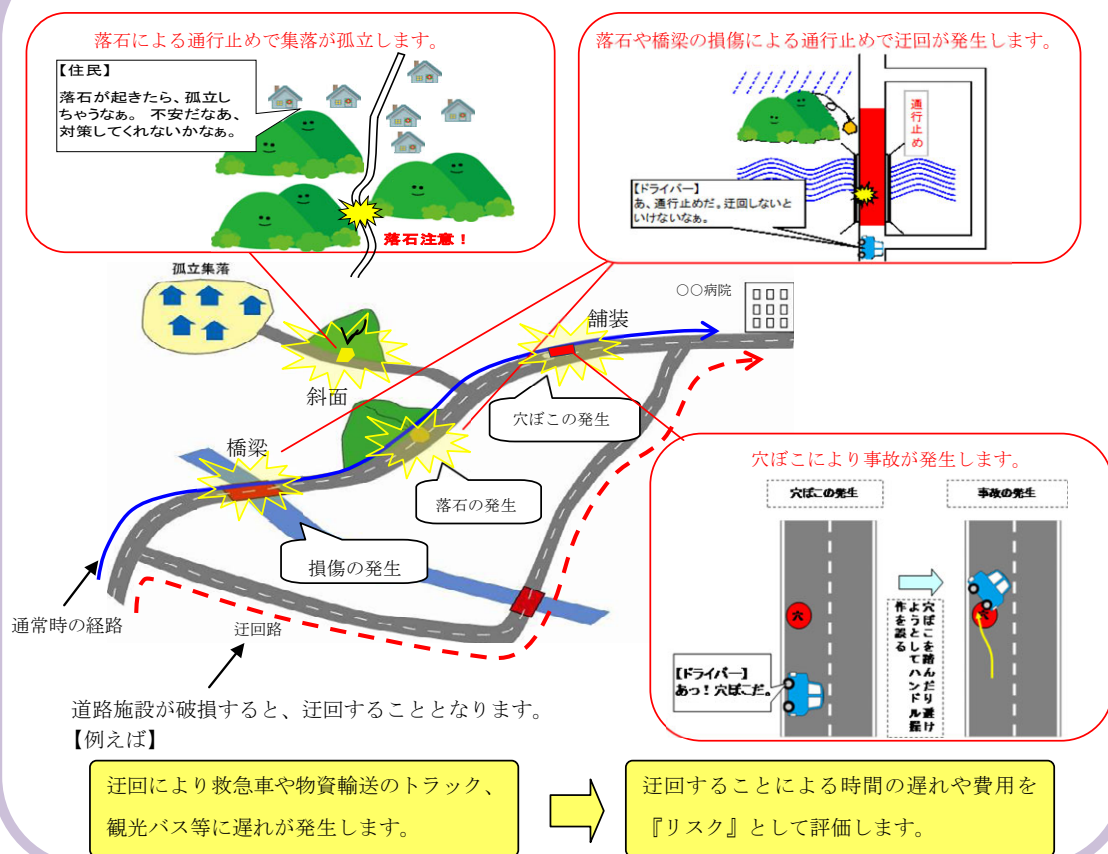 落石による通行止めで集落が孤立します。
【住民】
落石が起きたら、孤立し
ちゃうなぁ。 不安だなあ、
対策してくれないかなぁ。
落石注意！
落石や橋梁の損傷による通行止めで迂回が発生します。
通行止め
【ドライバー】
あ、通行止めだ。迂回しないと
いけないなぁ。
孤立集落
〇〇病院
舗装
斜面
穴ぼこの発生
橋梁
落石の発生
損傷の発生
通常時の経路
迂回路
穴ぼこにより事故が発生します。
穴ぼこの発生
事故の発生
穴
【ドライバー】
あっ！穴ぼこだ。
穴ぼこを踏んだり避け
ようとしてハンドル操
作を誤る
穴
道路施設が破損すると、迂回することとなります。
【例えば】
迂回により救急車や物資輸送のトラック、
観光バス等に遅れが発生します。
迂回することによる時間の遅れや費用を
『リスク』として評価します。